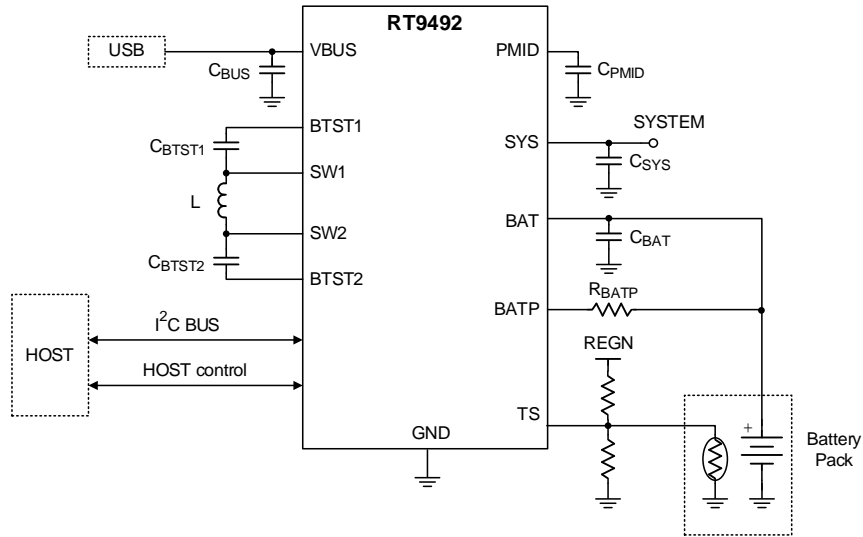 RT9492
USB
VBUS
PMID
CBUS
CPMID
BTST1
SYSTEM
CBTST1
SYS
SW1
CSYS
L
BAT
SW2
CBAT
CBTST2
BTST2
RBATP
BATP
I2C BUS
HOST
REGN
HOST control
TS
GND
+
Battery
Pack